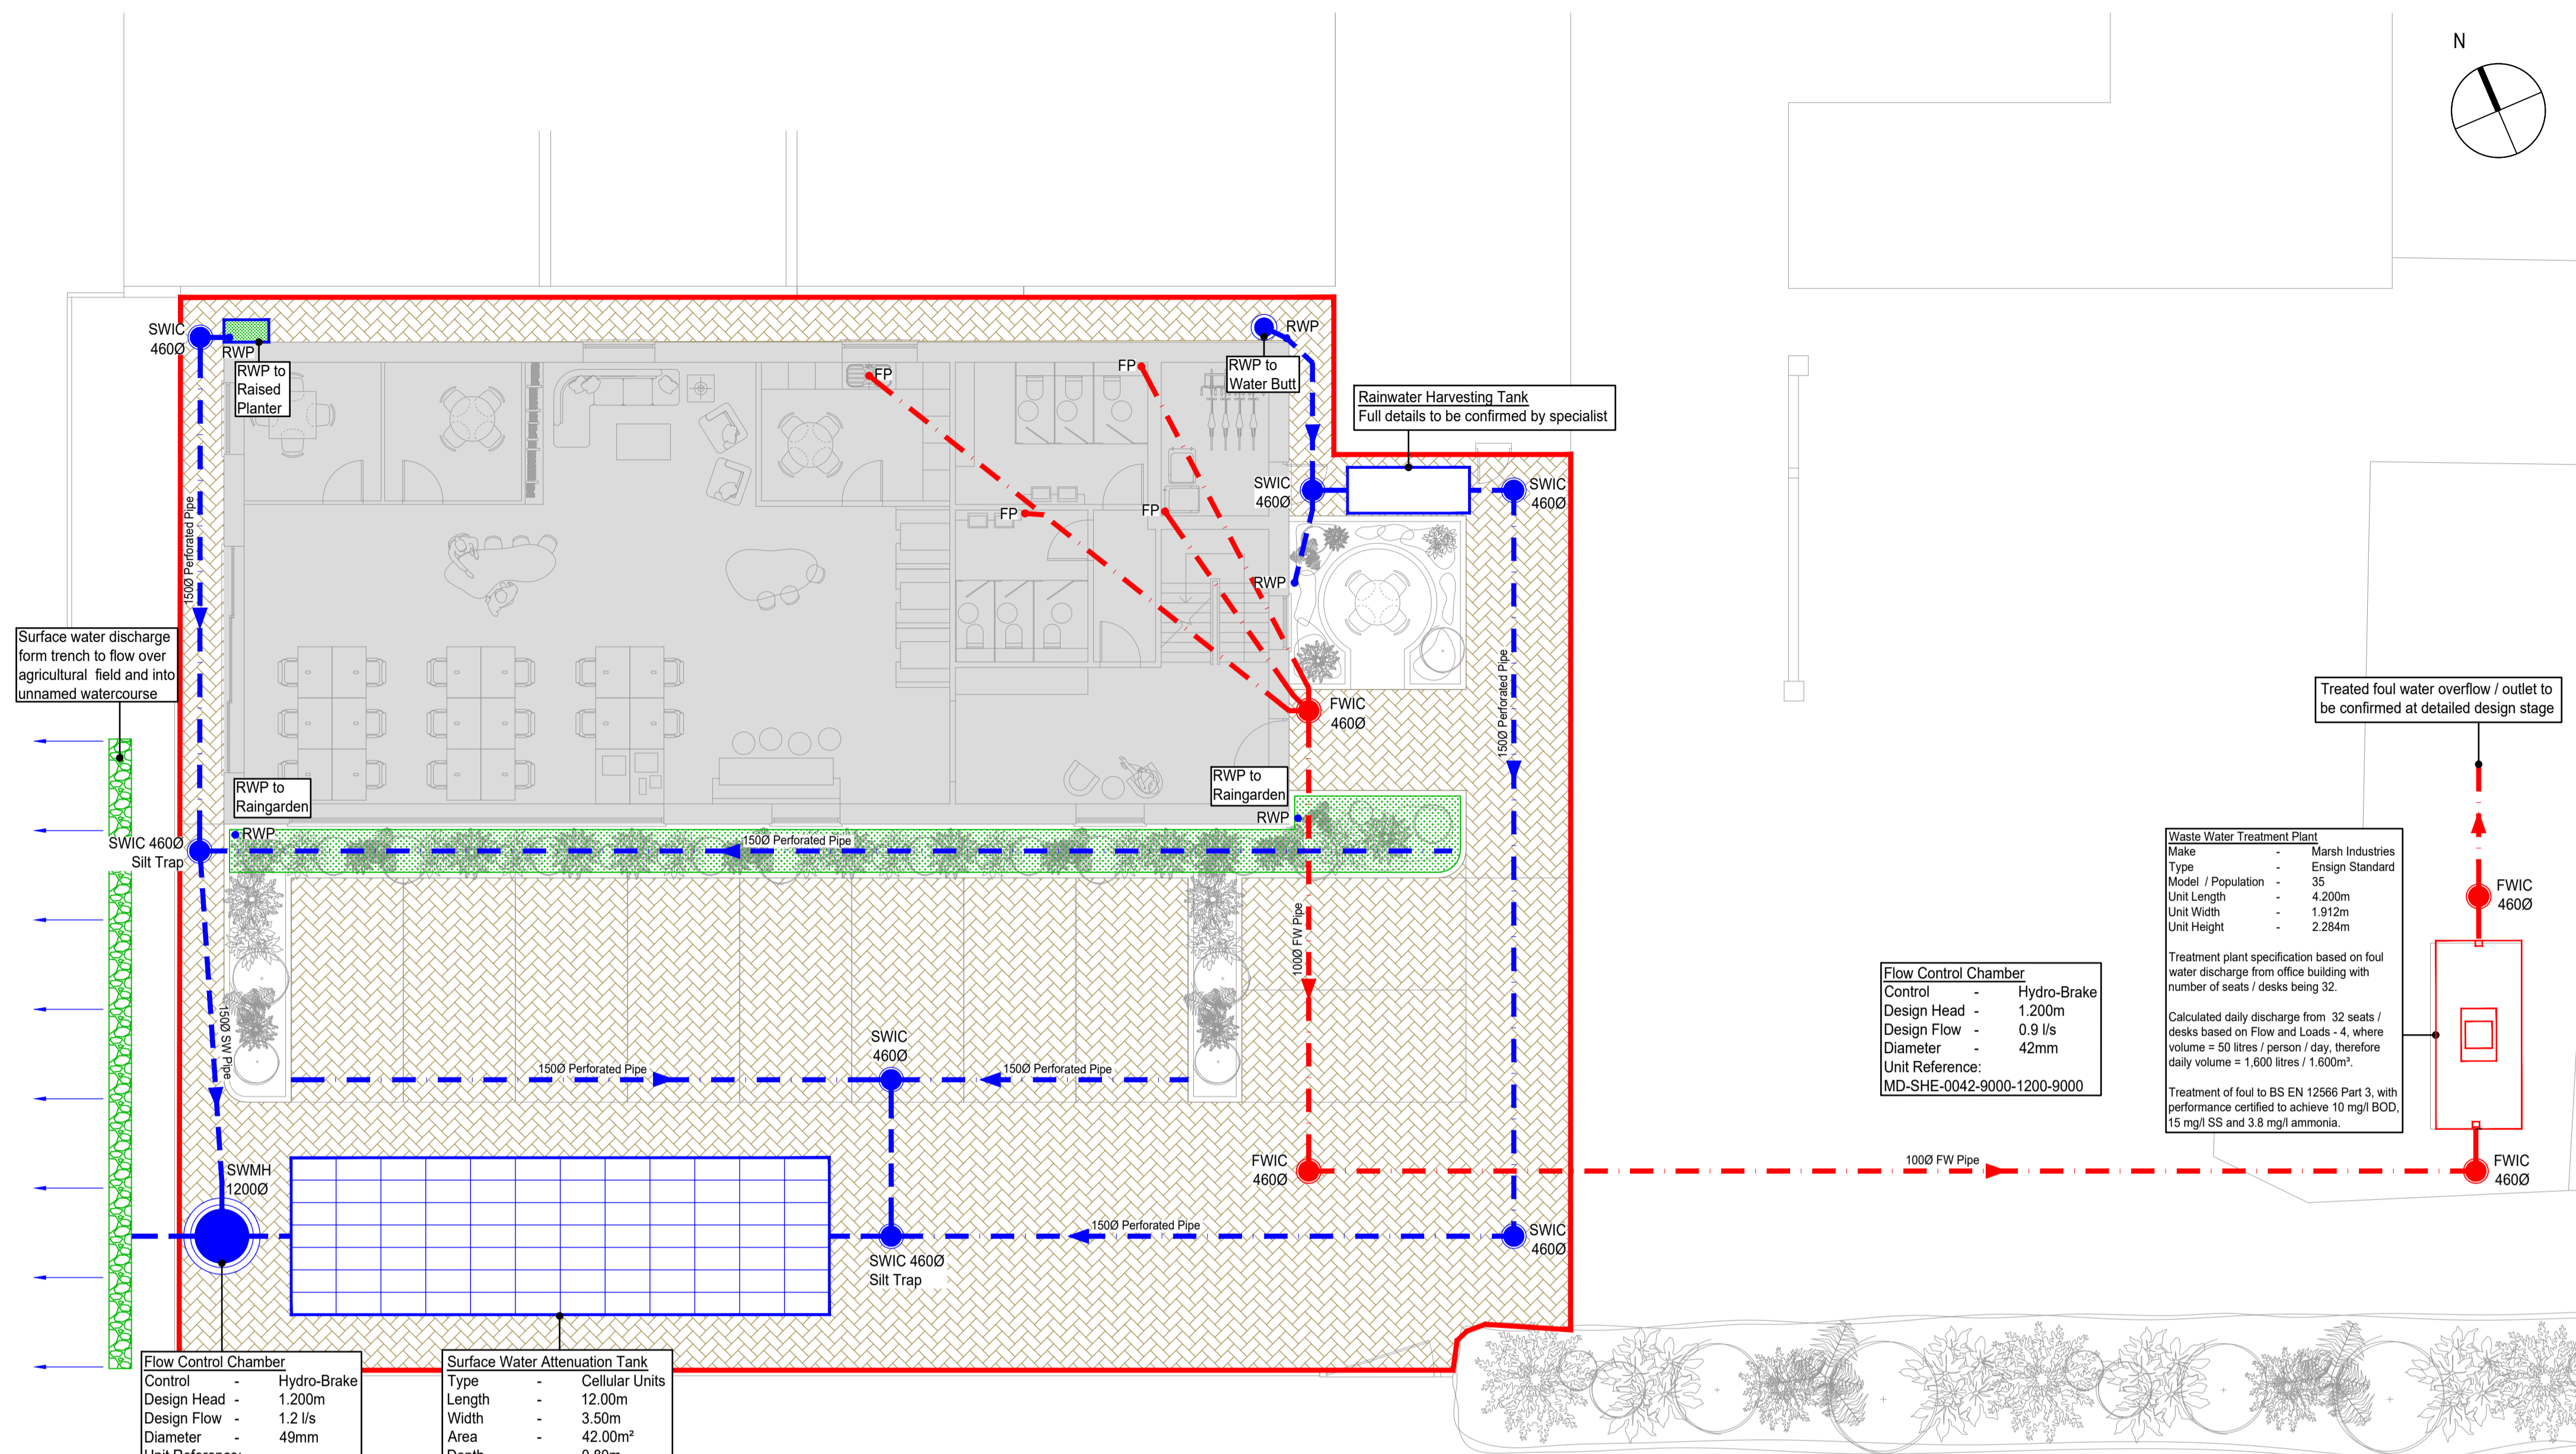 N
SWIC
460Ø
RWP
RWP to
Raised
Planter
FP
FP
RWP
RWP to
Water Butt
Rainwater Harvesting Tank
Full details to be confirmed by specialist
SWIC
460Ø
SWIC
460Ø
FP
FP
RWP
150Ø Perforated Pipe
150Ø Perforated Pipe
Surface water discharge
form trench to flow over
agricultural field and into
unnamed watercourse
FWIC
460Ø
Treated foul water overflow / outlet to
be confirmed at detailed design stage
RWP to
Raingarden
RWP to
Raingarden
RWP
RWP
SWIC 460Ø
Silt Trap
150Ø Perforated Pipe
Waste Water Treatment Plant
Make - Marsh Industries
Type - Ensign Standard
Model / Population - 35
Unit Length - 4.200m
Unit Width - 1.912m
Unit Height - 2.284m
Treatment plant specification based on foul
water discharge from office building with
number of seats / desks being 32.
Calculated daily discharge from 32 seats /
desks based on Flow and Loads - 4, where
volume = 50 litres / person / day, therefore
daily volume = 1,600 litres / 1.600m³.
Treatment of foul to BS EN 12566 Part 3, with
performance certified to achieve 10 mg/l BOD,
15 mg/l SS and 3.8 mg/l ammonia.
FWIC
460Ø
100Ø FW Pipe
Flow Control Chamber
Control - Hydro-Brake
Design Head - 1.200m
Design Flow - 0.9 l/s
Diameter - 42mm
Unit Reference:
MD-SHE-0042-9000-1200-9000
150Ø SW Pipe
SWIC
460Ø
150Ø Perforated Pipe
150Ø Perforated Pipe
SWMH
1200Ø
FWIC
460Ø
100Ø FW Pipe
FWIC
460Ø
150Ø Perforated Pipe
SWIC
460Ø
SWIC 460Ø
Silt Trap
Flow Control Chamber
Control - Hydro-Brake
Design Head - 1.200m
Design Flow - 1.2 l/s
Diameter - 49mm
Unit Reference:
Surface Water Attenuation Tank
Type - Cellular Units
Length - 12.00m
Width - 3.50m
Area - 42.00m²
Depth - 0.80m